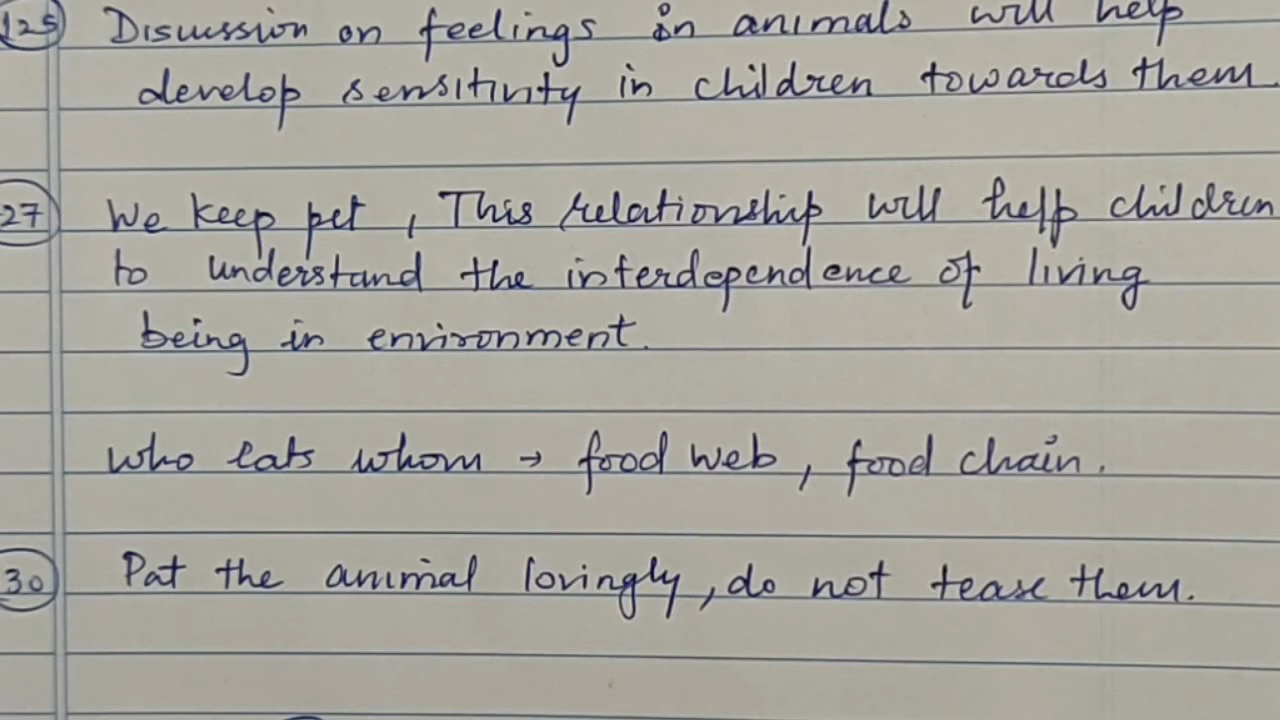 125 Discussion on feelings in animals will help
develop sensitivity in children towards them
27 We keep pet, This relationship will help children
to understand the interdependence of living
being in environment.
who eats whom → food web, food chain.
30 Pat the animal lovingly, do not tease them.